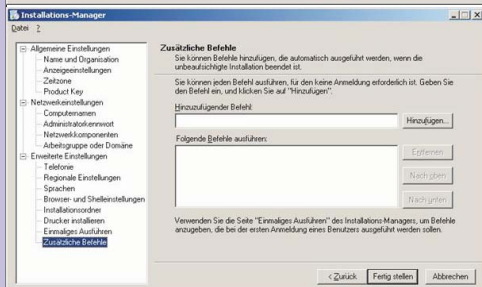 Installations-Manager
Datei ?
Allgemeine Einstellungen
Name und Organisation
Anzeigeeinstellungen
Zeitzone
Product Key
Netzwerkeinstellungen
Computernamen
Administratorkennwort
Netzwerkkomponenten
Arbeitsgruppe oder Domäne
Erweiterte Einstellungen
Telefonie
Regionale Einstellungen
Sprachen
Browser- und Shelleinstellungen
Installationsordner
Drucker installieren
Einmaliges Ausführen
Zusätzliche Befehle
Zusätzliche Befehle
Sie können Befehle hinzufügen, die automatisch ausgeführt werden, wenn die
unbeaufsichtigte Installation beendet ist.
Sie können jeden Befehl ausführen, für den keine Anmeldung erforderlich ist. Geben Sie
den Befehl ein, und klicken Sie auf "Hinzufügen".
Hinzuzufügender Befehl:
Hinzufügen...
Folgende Befehle ausführen:
Entfernen
Nach oben
Nach unten
Verwenden Sie die Seite "Einmaliges Ausführen" des Installations-Managers, um Befehle
anzugeben, die bei der ersten Anmeldung eines Benutzers ausgeführt werden sollen.
< Zurück Fertig stellen Abbrechen